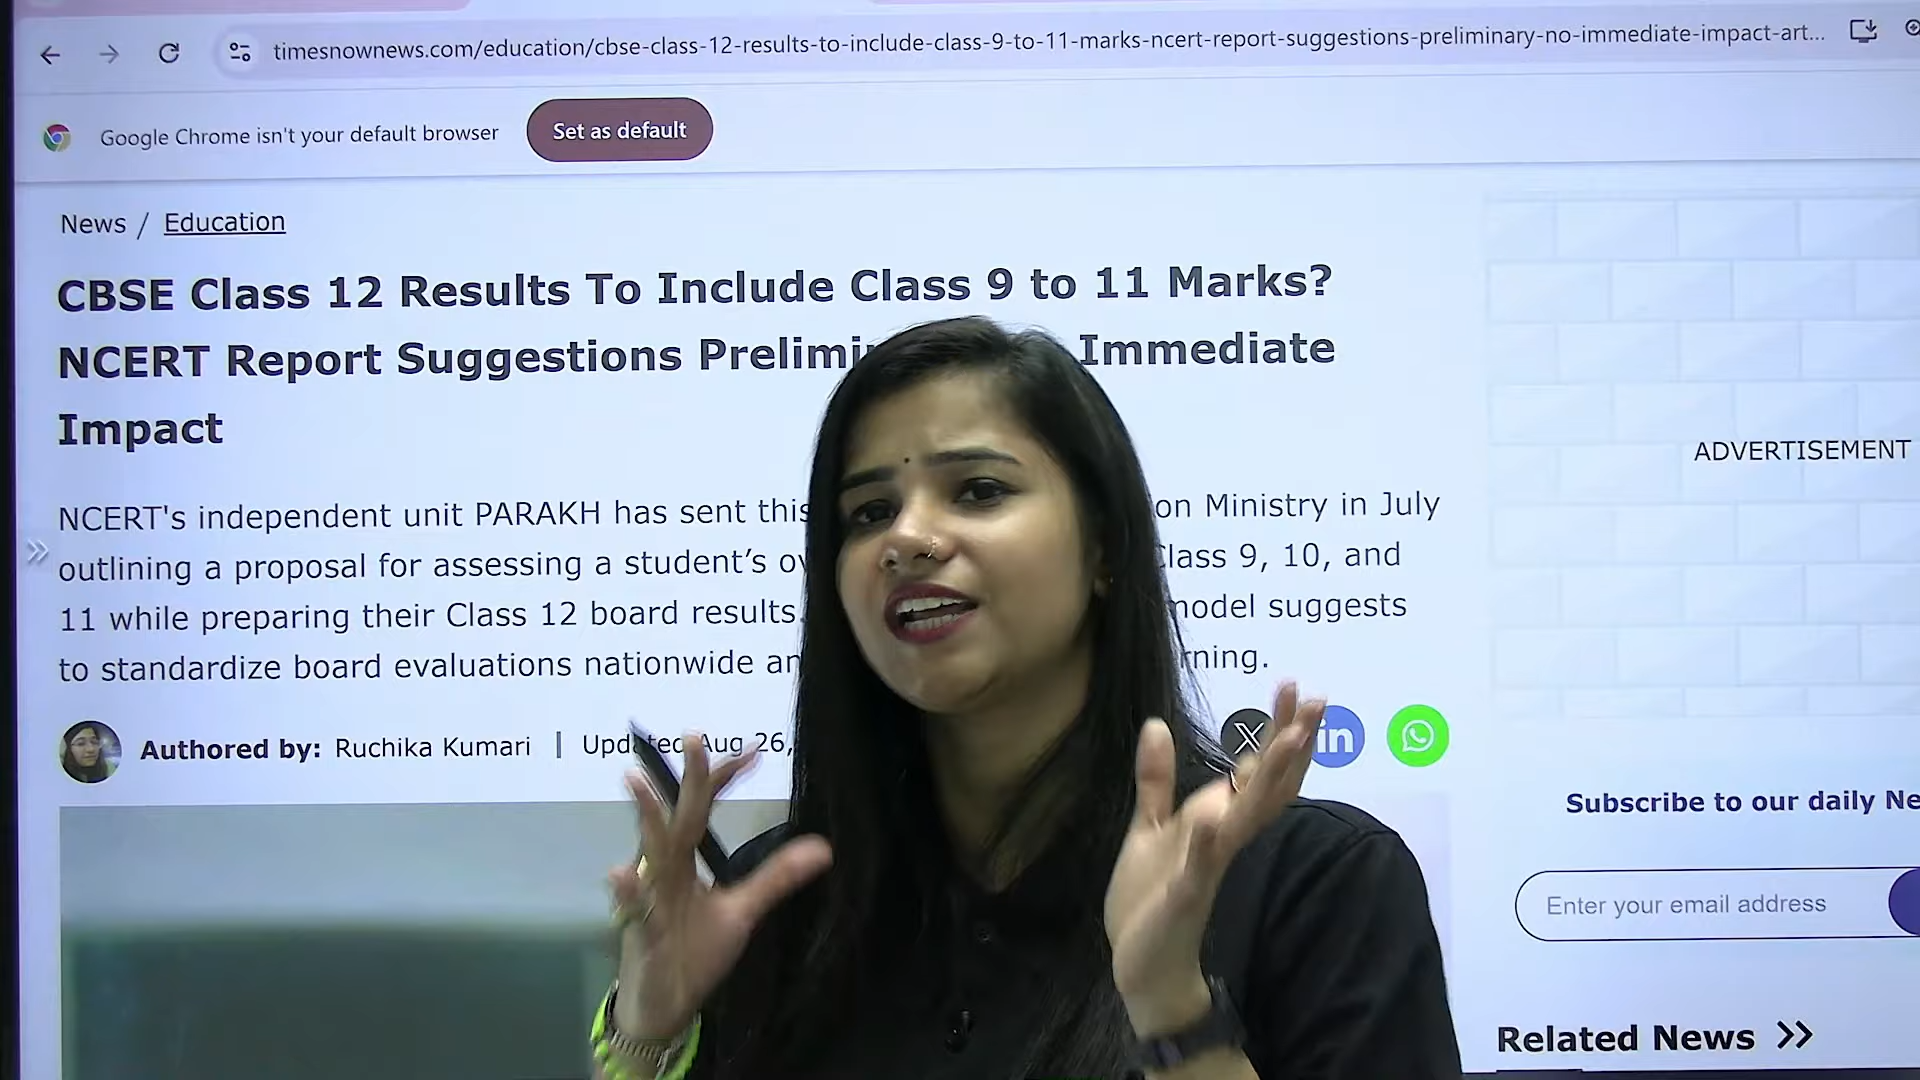 timesnownews.com/education/cbse-class-12-results-to-include-class-9-to-11-marks-ncert-report-suggestions-preliminary-no-immediate-impact-art...
Google Chrome isn't your default browser
Set as default
News / Education
CBSE Class 12 Results To Include Class 9 to 11 Marks?
NCERT Report Suggestions Immediate
Impact
NCERT's independent unit PARAKH has sent this on Ministry in July
outlining a proposal for assessing a student's Class 9, 10, and
11 while preparing their Class 12 board results. model suggests
to standardize board evaluations nationwide
Authored by: Ruchika Kumari | Updated Aug 26,
X
in
ADVERTISEMENT
Subscribe to our daily Ne
Enter your email address
Related News >>